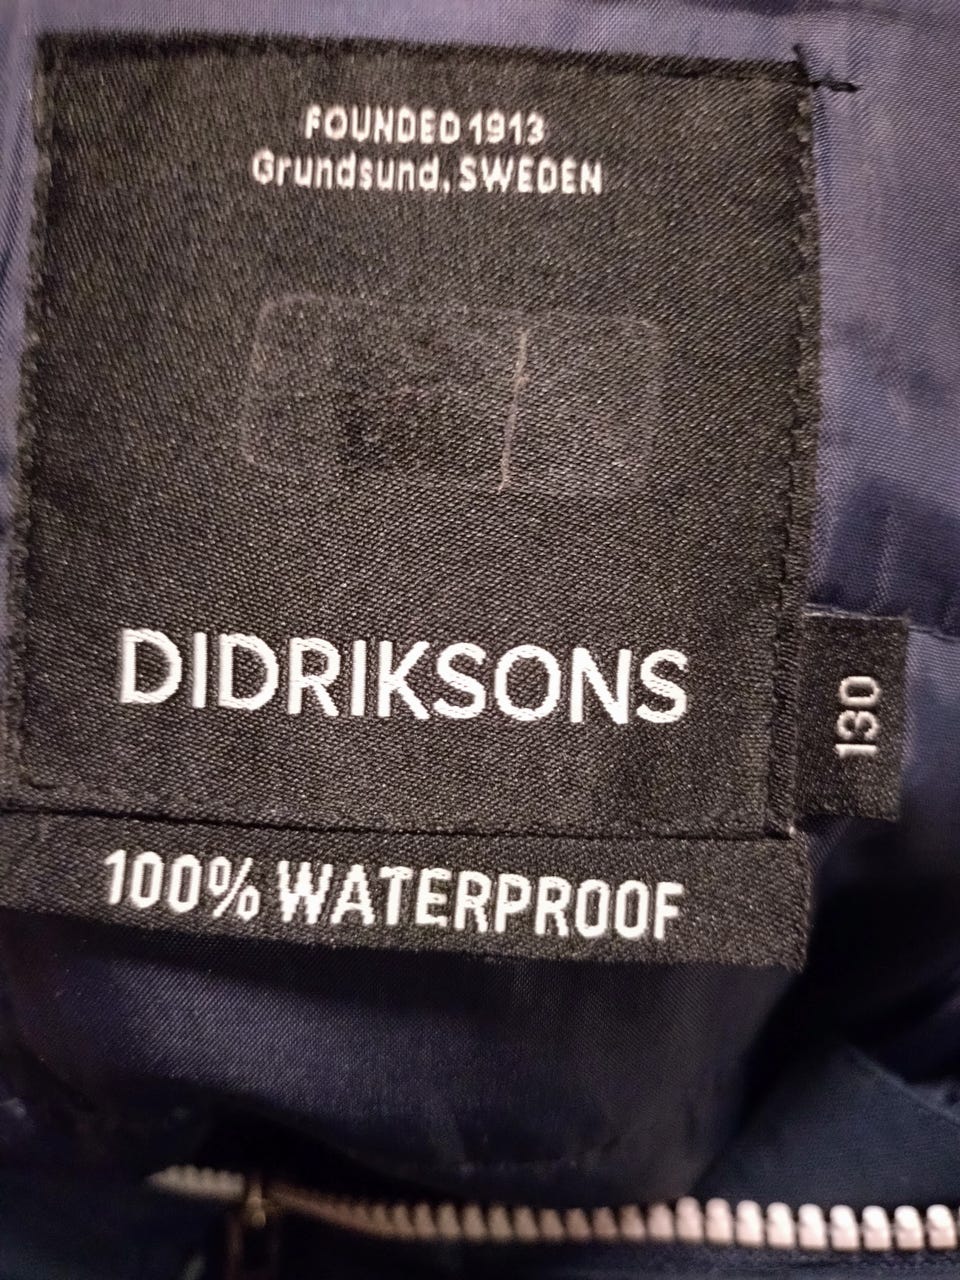 FOUNDED 1913
Grundsund, SWEDEN
DIDRIKSONS
130
100% WATERPROOF